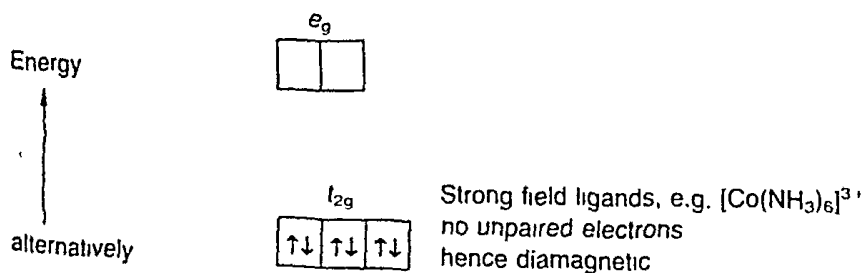 e_g
Energy
t_2g
Strong field ligands, e.g. [Co(NH₃)₆]³⁺
no unpaired electrons
alternatively
↑↓ ↑↓ ↑↓
hence diamagnetic